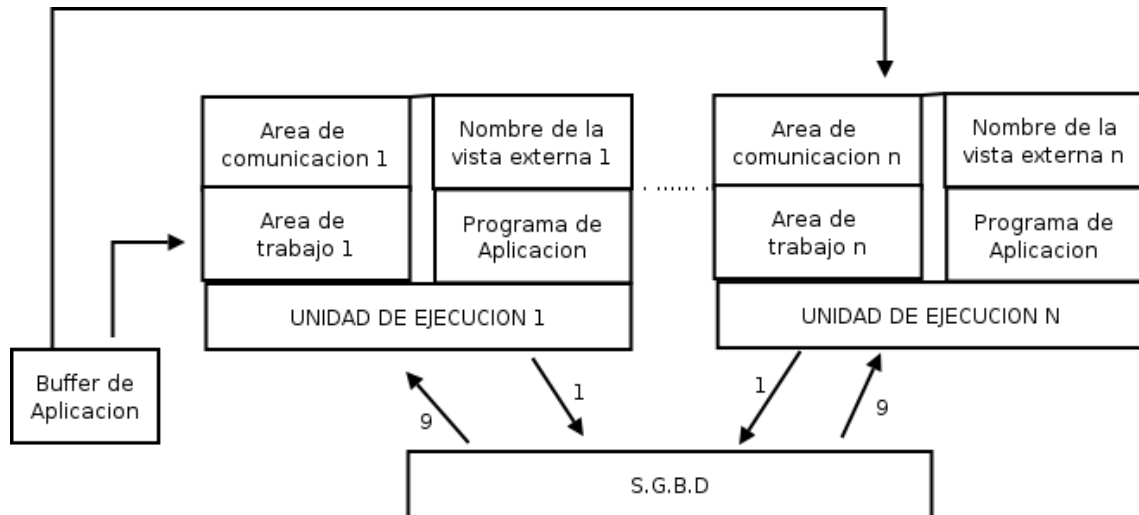 Area de
comunicacion 1
Nombre de la
vista externa 1
Area de
comunicacion n
Nombre de la
vista externa n
Area de
trabajo 1
Programa de
Aplicacion
Area de
trabajo n
Programa de
Aplicacion
UNIDAD DE EJECUCION 1
UNIDAD DE EJECUCION N
Buffer de
Aplicacion
9
1
1
9
S.G.B.D